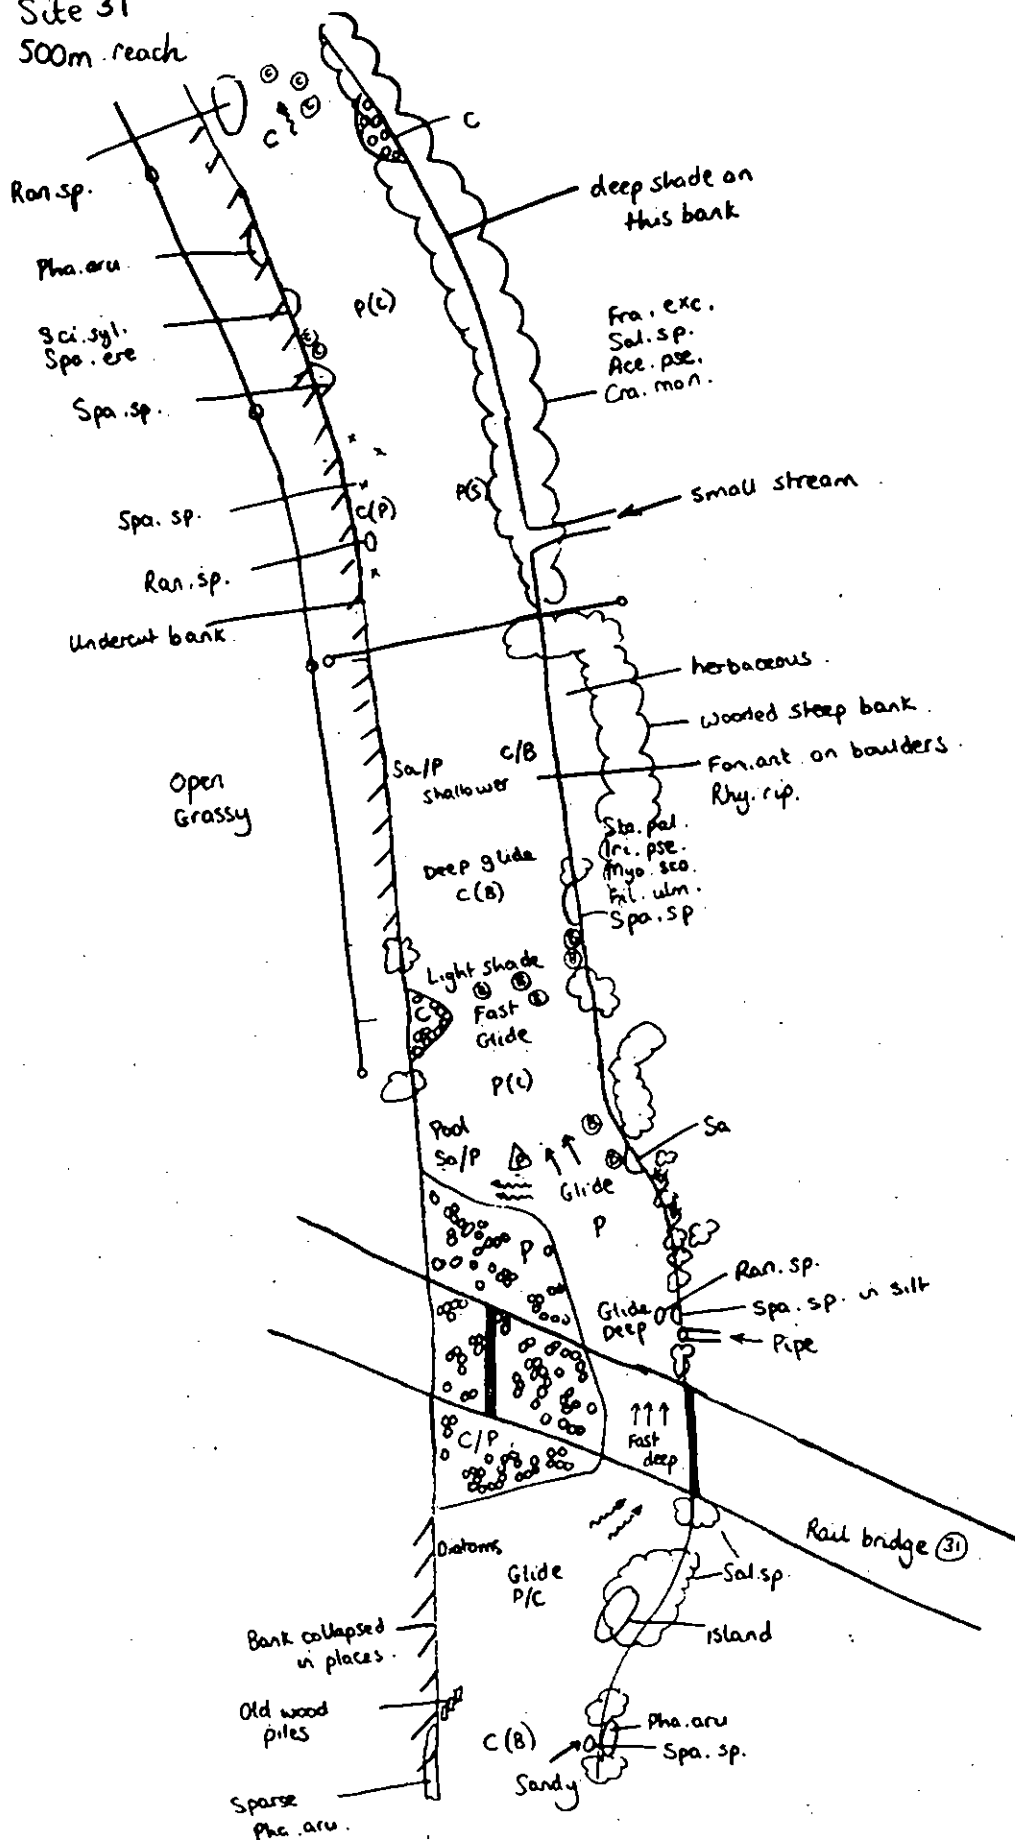 Site 31
500m reach
C
C
C
C
C
Ran.sp.
deep shade on
this bank
Pha.aru
P(C)
Sci.syl.
Spa.ere
Fra. exc.
Sal. sp.
Ace. pse.
Cra. mon.
Spa.sp.
P(S)
small stream
Spa. sp.
C(P)
Ran. sp.
Undercut bank
herbaceous
wooded steep bank
C/B
Fon.ant on boulders
Rhy. rip.
Sa/P
shallower
Open
Grassy
Sta. pal.
Iri. pse.
Myo. sco.
Fil. ulm.
Spa. sp
Deep glide
C(B)
B
B
Light shade
B
B
B
C
Fast
Glide
P(C)
B
Pool
Sa/P
Sa
B
B
Glide
P
P
Ran. sp.
Glide
Deep
Spa. sp. in silt
Pipe
C/P
Fast
deep
Rail bridge 31
Diatoms
Glide
P/C
Sal.sp.
Island
Bank collapsed
in places.
Old wood
piles
C(B)
Pha.aru
Spa. sp.
Sandy
Sparse
Pha. aru.